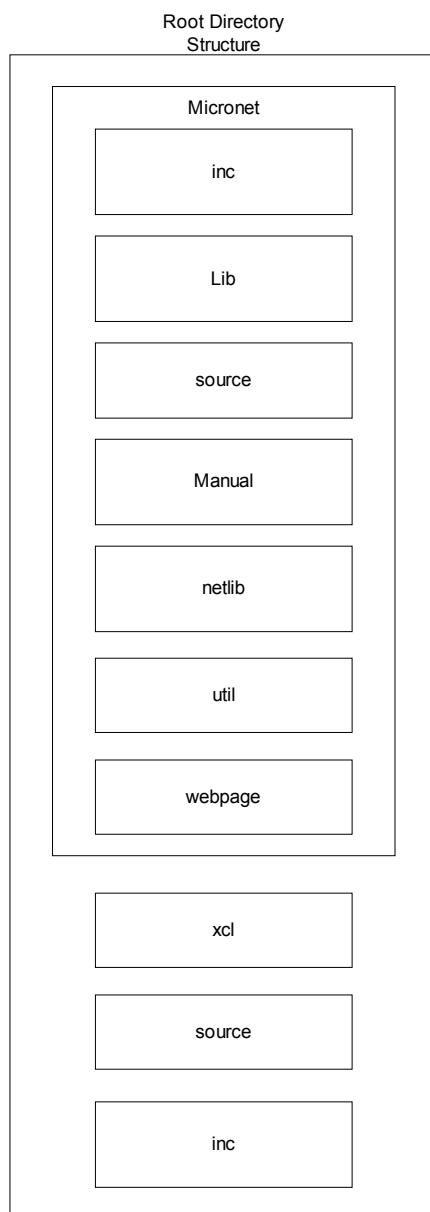 Root Directory
Structure
Micronet
inc
Lib
source
Manual
netlib
util
webpage
xcl
source
inc